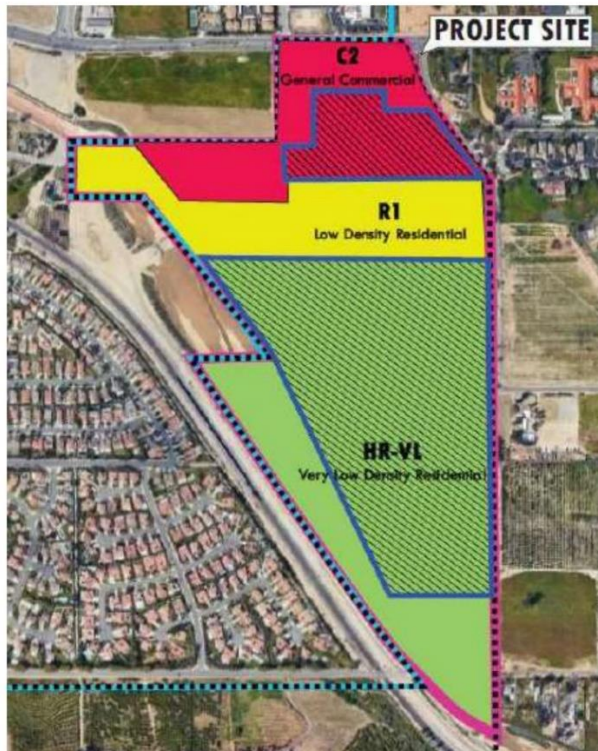 PROJECT SITE
C2
General Commercial
R1
Low Density Residential
HR-VL
Very Low Density Residential